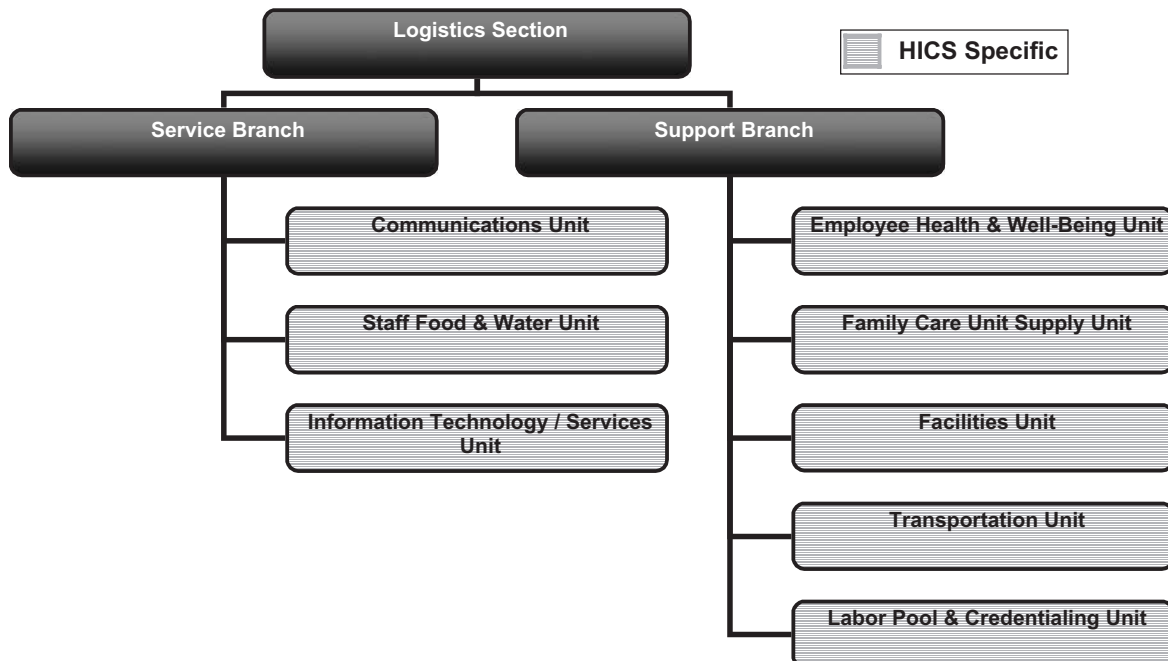 Logistics Section
HICS Specific
Service Branch
Support Branch
Communications Unit
Staff Food & Water Unit
Information Technology / Services
Unit
Employee Health & Well-Being Unit
Family Care Unit Supply Unit
Facilities Unit
Transportation Unit
Labor Pool & Credentialing Unit